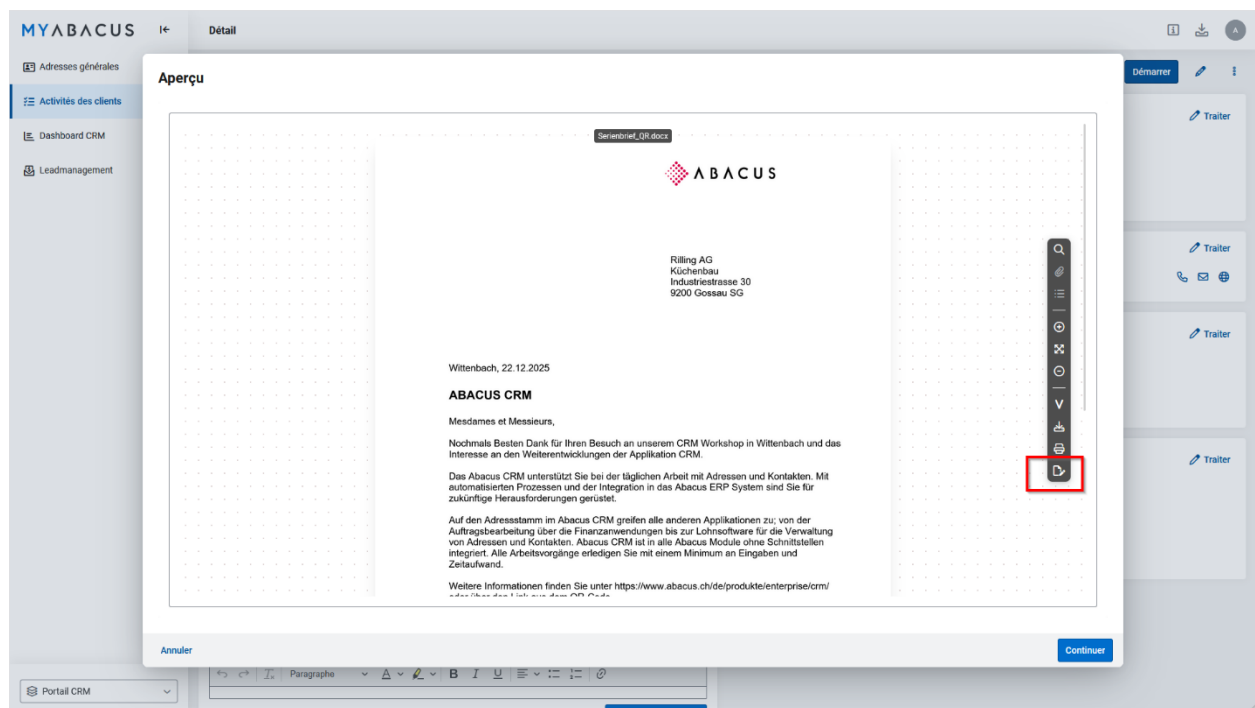 MYABACUS
Détail
Adresses générales
Activités des clients
Dashboard CRM
Leadmanagement
Portail CRM
A
Démarrer
Traiter
Traiter
Traiter
Traiter
Aperçu
Serienbrief_QR.docx
ABACUS
Rilling AG
Küchenbau
Industriestrasse 30
9200 Gossau SG
Wittenbach, 22.12.2025
ABACUS CRM
Mesdames et Messieurs,
Nochmals Besten Dank für Ihren Besuch an unserem CRM Workshop in Wittenbach und das
Interesse an den Weiterentwicklungen der Applikation CRM.
Das Abacus CRM unterstützt Sie bei der täglichen Arbeit mit Adressen und Kontakten. Mit
automatisierten Prozessen und der Integration in das Abacus ERP System sind Sie für
zukünftige Herausforderungen gerüstet.
Auf den Adressstamm im Abacus CRM greifen alle anderen Applikationen zu; von der
Auftragsbearbeitung über die Finanzanwendungen bis zur Lohnsoftware für die Verwaltung
von Adressen und Kontakten. Abacus CRM ist in alle Abacus Module ohne Schnittstellen
integriert. Alle Arbeitsvorgänge erledigen Sie mit einem Minimum an Eingaben und
Zeitaufwand.
Weitere Informationen finden Sie unter https://www.abacus.ch/de/produkte/enterprise/crm/
oder über den Link aus dem QR-Code
Annuler
Continuer
Paragraphe